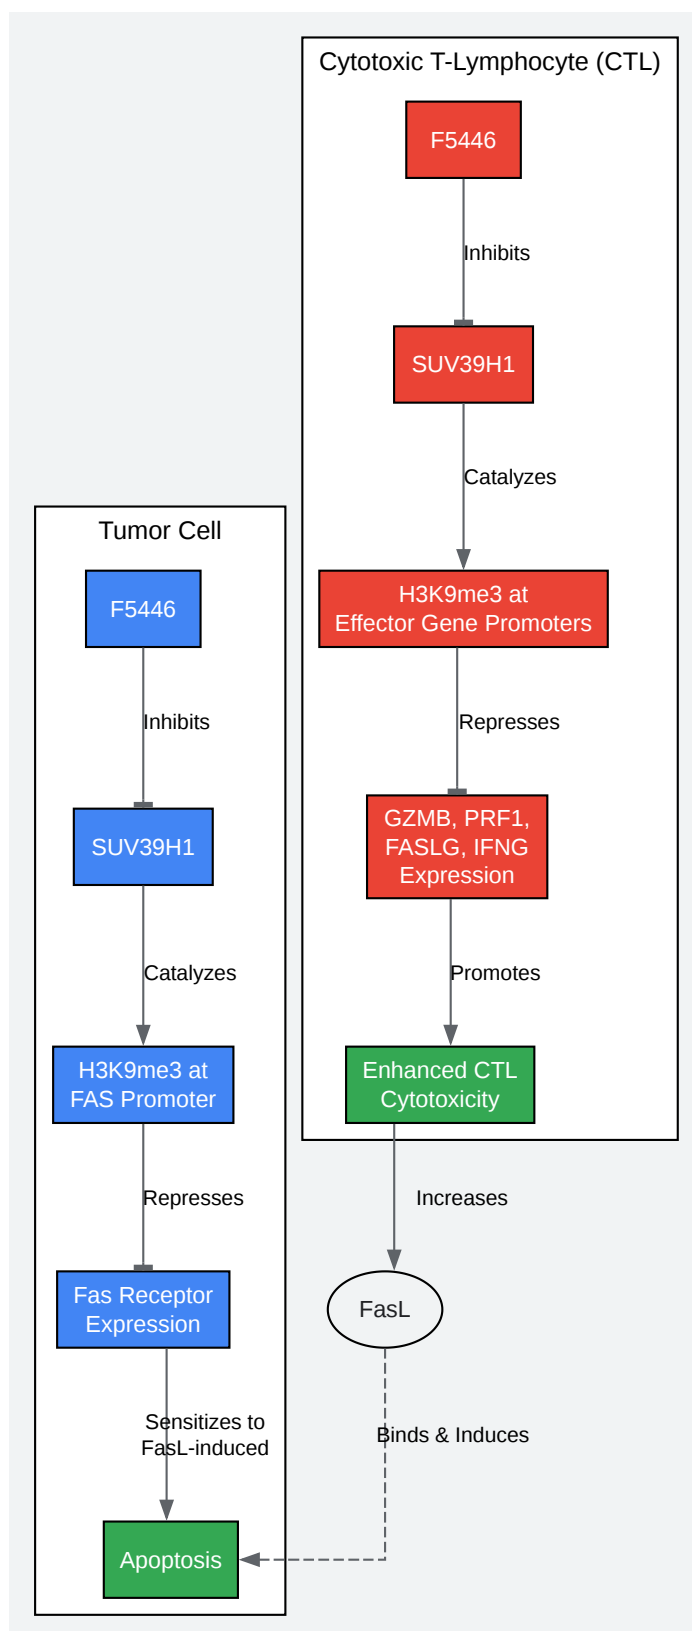 Cytotoxic T-Lymphocyte (CTL)
F5446
Inhibits
SUV39H1
Catalyzes
H3K9me3 at
Effector Gene Promoters
Represses
GZMB, PRF1,
FASLG, IFNG
Expression
Promotes
Enhanced CTL
Cytotoxicity
Increases
FasL
Binds & Induces
Tumor Cell
F5446
Inhibits
SUV39H1
Catalyzes
H3K9me3 at
FAS Promoter
Represses
Fas Receptor
Expression
Sensitizes to
FasL-induced
Apoptosis